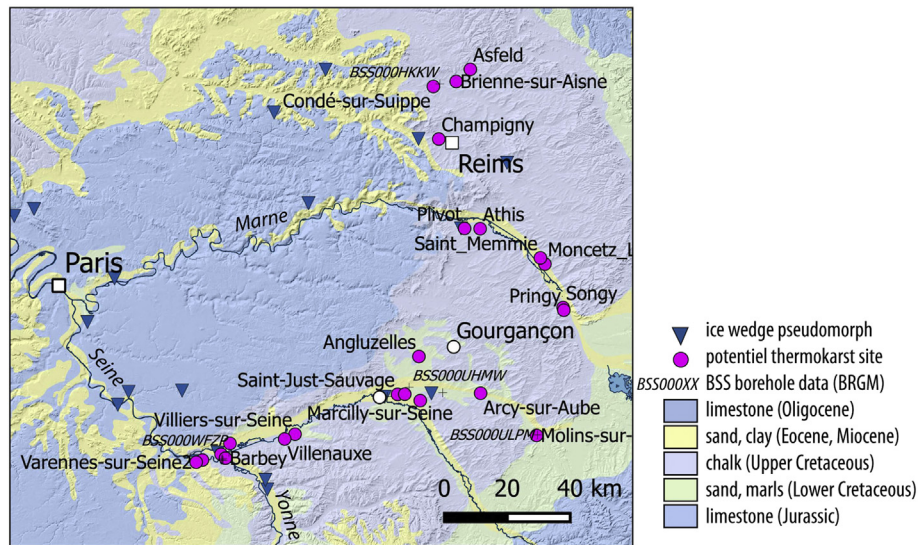 Asfeld
BSS000HKKW
Brienne-sur-Aisne
Condé-sur-Suippe
Champigny
Reims
Marne
Plivot
Athis
Saint_Memmie
Moncetz_L
Paris
Pringy
Songy
Gourgançon
Angluzelles
Seine
BSS000UHMW
Saint-Just-Sauvage
Arcy-sur-Aube
Marcilly-sur-Seine
Villiers-sur-Seine
BSS000WFZP
BSS000ULPM
Molins-sur-
Villenauxe
Varennes-sur-Seine2
Barbey
Yonne
0 20 40 km
ice wedge pseudomorph
potentiel thermokarst site
BSS000XX BSS borehole data (BRGM)
limestone (Oligocene)
sand, clay (Eocene, Miocene)
chalk (Upper Cretaceous)
sand, marls (Lower Cretaceous)
limestone (Jurassic)